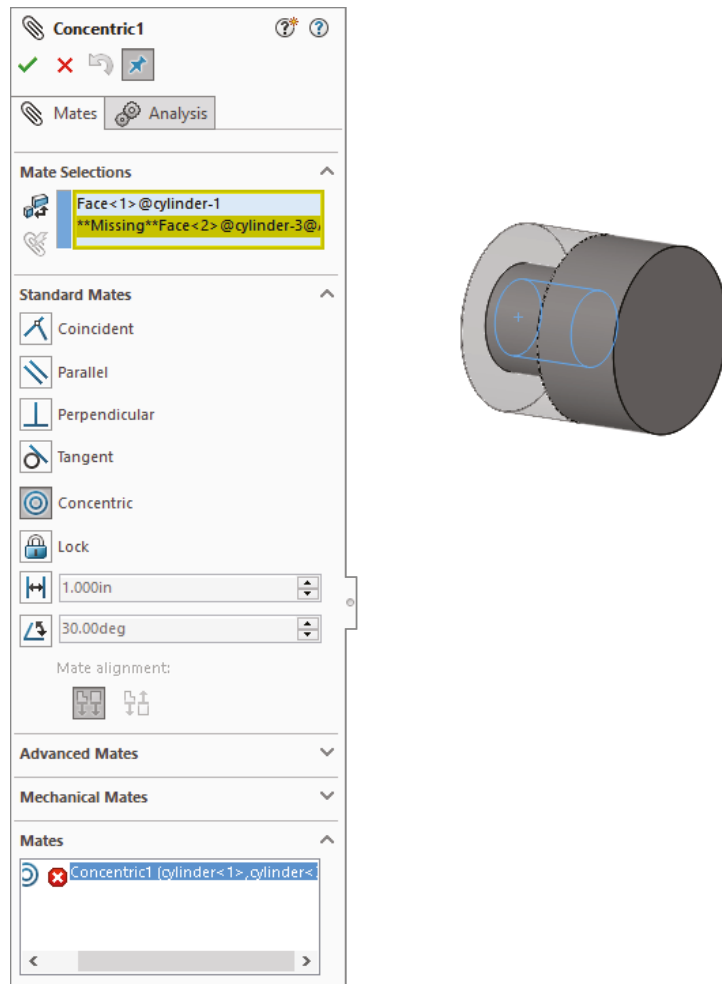 Concentric1
Mates
Analysis
Mate Selections
Face<1>@cylinder-1
**Missing**Face<2>@cylinder-3@
Standard Mates
Coincident
Parallel
Perpendicular
Tangent
Concentric
Lock
1.000in
30.00deg
Mate alignment:
Advanced Mates
Mechanical Mates
Mates
Concentric1 (cylinder<1>,cylinder<